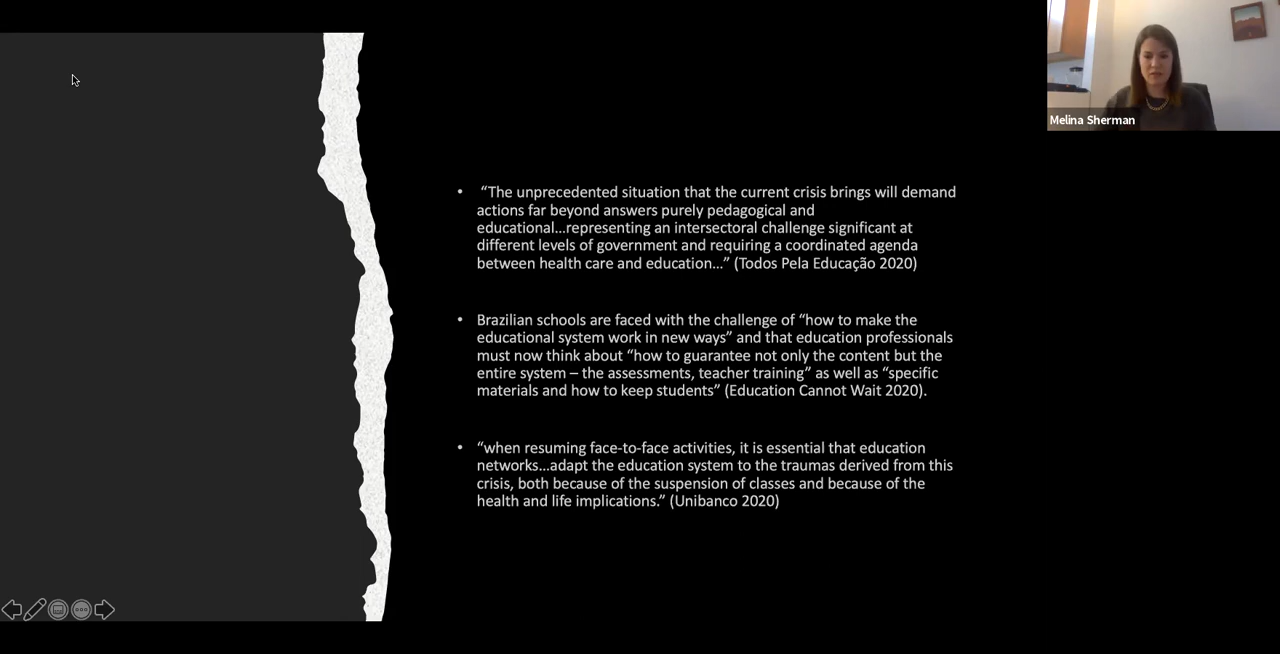 Melina Sherman
• “The unprecedented situation that the current crisis brings will demand
actions far beyond answers purely pedagogical and
educational…representing an intersectoral challenge significant at
different levels of government and requiring a coordinated agenda
between health care and education…” (Todos Pela Educação 2020)
• Brazilian schools are faced with the challenge of “how to make the
educational system work in new ways” and that education professionals
must now think about “how to guarantee not only the content but the
entire system – the assessments, teacher training” as well as “specific
materials and how to keep students” (Education Cannot Wait 2020).
• “when resuming face-to-face activities, it is essential that education
networks…adapt the education system to the traumas derived from this
crisis, both because of the suspension of classes and because of the
health and life implications.” (Unibanco 2020)